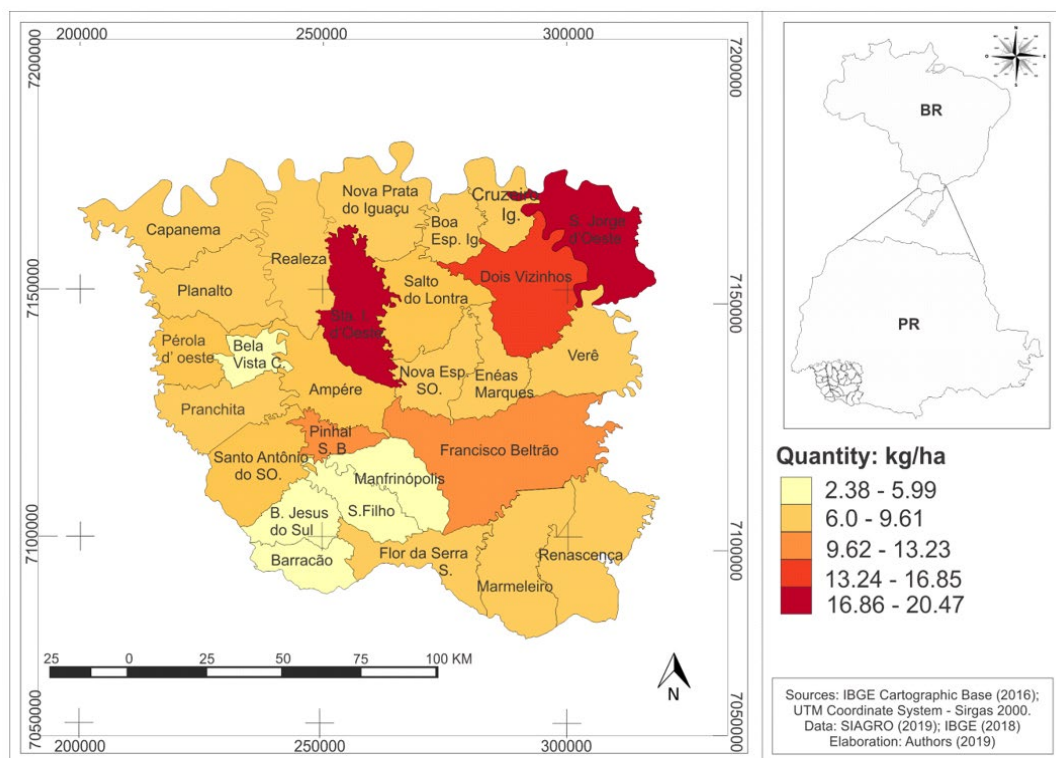 200000
250000
300000
7200000
7200000
Nova Prata
do Iguaçu
Cruzeiro
Ig.
Capanema
Boa
Esp. Ig.
S. Jorge
d'Oeste
Realeza
Dois Vizinhos
7150000
7150000
Planalto
Salto
do Lontra
Sta. I.
d'Oeste
Pérola
d' oeste
Bela
Vista C.
Verê
Nova Esp.
SO.
Enéas
Marques
Ampére
Pranchita
Pinhal
S. B
Francisco Beltrão
Santo Antônio
do SO.
Manfrinópolis
S.Filho
B. Jesus
do Sul
7100000
7100000
Barracão
Flor da Serra
S.
Renascença
Marmeleiro
25 0 25 50 75 100 KM
N
7050000
7050000
200000
250000
300000
BR
PR
Quantity: kg/ha
2.38 - 5.99
6.0 - 9.61
9.62 - 13.23
13.24 - 16.85
16.86 - 20.47
Sources: IBGE Cartographic Base (2016);
UTM Coordinate System - Sirgas 2000.
Data: SIAGRO (2019); IBGE (2018)
Elaboration: Authors (2019)